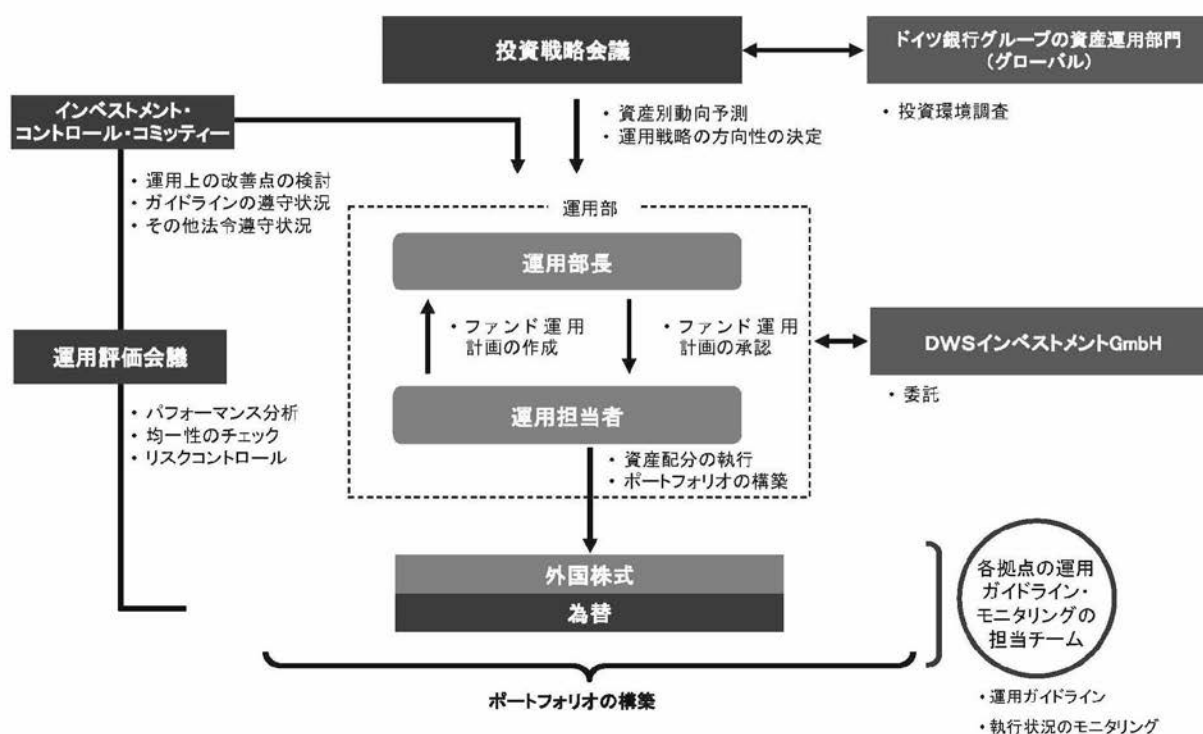 投資戦略会議
ドイツ銀行グループの資産運用部門
(グローバル)
・投資環境調査
・資産別動向予測
・運用戦略の方向性の決定
インベストメント・
コントロール・コミッティー
・運用上の改善点の検討
・ガイドラインの遵守状況
・その他法令遵守状況
運用部
運用部長
・ファンド運用
計画の作成
・ファンド運用
計画の承認
運用担当者
DWSインベストメントGmbH
・委託
運用評価会議
・パフォーマンス分析
・均一性のチェック
・リスクコントロール
・資産配分の執行
・ポートフォリオの構築
外国株式
為替
各拠点の運用
ガイドライン・
モニタリングの
担当チーム
・運用ガイドライン
・執行状況のモニタリング
ポートフォリオの構築